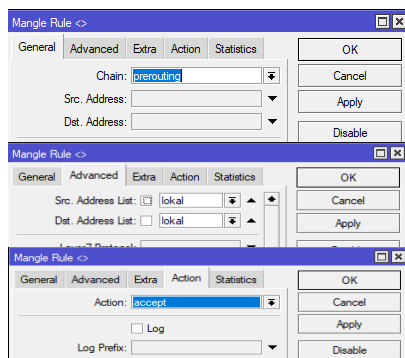 Mangle Rule <>
General Advanced Extra Action Statistics OK
Chain: prerouting Cancel
Src. Address: Apply
Dst. Address:
Disable
Mangle Rule <>
General Advanced Extra Action Statistics OK
Src. Address List: lokal Cancel
Dst. Address List: lokal Apply
Layer7 Protocol:
Mangle Rule <>
General Advanced Extra Action Statistics OK
Action: accept Cancel
Log Apply
Log Prefix: Disable